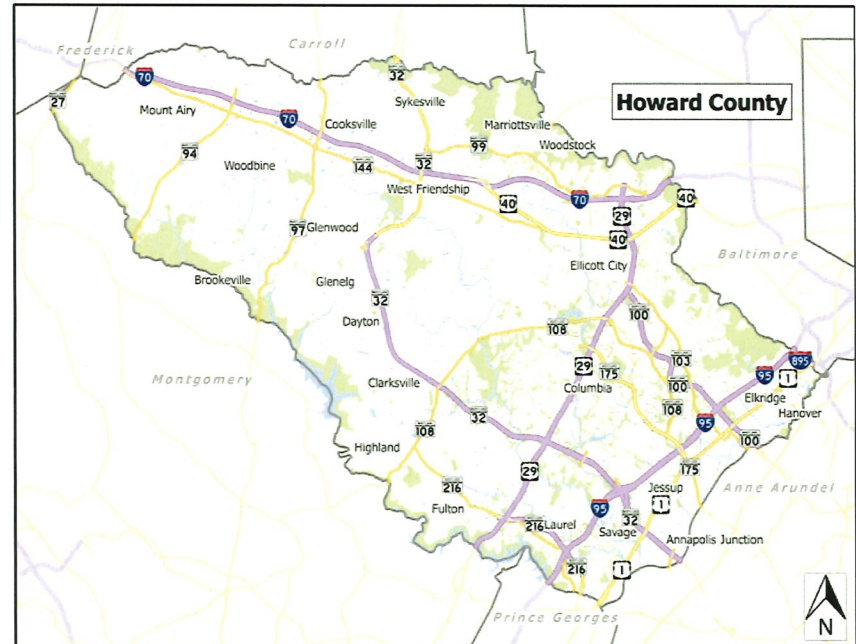 Frederick
Carroll
Howard County
27
70
Mount Airy
70
Cooksville
32
Sykesville
Marriottsville
99
Woodstock
94
Woodbine
144
32
West Friendship
40
70
29
40
40
97
Glenwood
Ellicott City
Baltimore
Brookeville
Glenelg
32
Dayton
100
108
103
29
175
Columbia
100
95
895
1
Elkridge
Hanover
Montgomery
Clarksville
32
108
95
100
Highland
108
175
29
216
Fulton
Jessup
Anne Arundel
1
95
32
216
Laurel
Savage
Annapolis Junction
216
1
Prince Georges
N